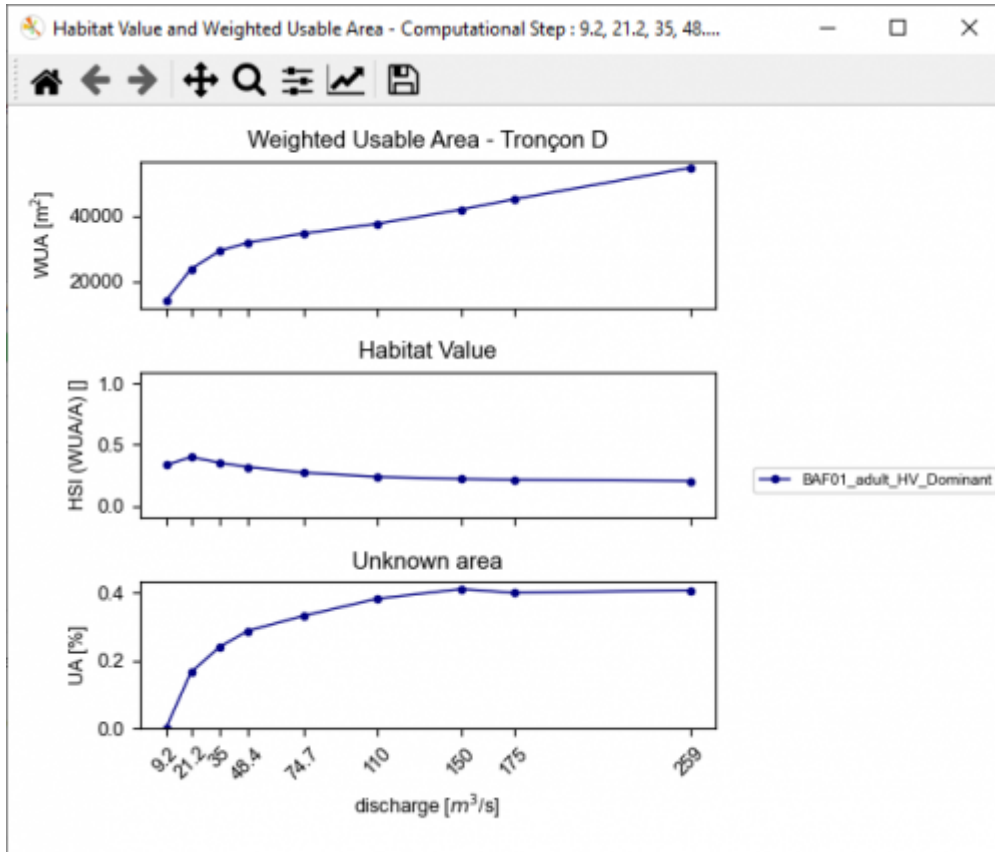 Habitat Value and Weighted Usable Area - Computational Step : 9.2, 21.2, 35, 48....
Weighted Usable Area - Tronçon D
WUA [m²]
40000
20000
Habitat Value
HSI (WUA/A) []
1.0
0.5
0.0
BAF01_adult_HV_Dominant
Unknown area
UA [%]
0.4
0.2
0.0
9.2 21.2 35 48.4 74.7 110 150 175 259
discharge [m³/s]